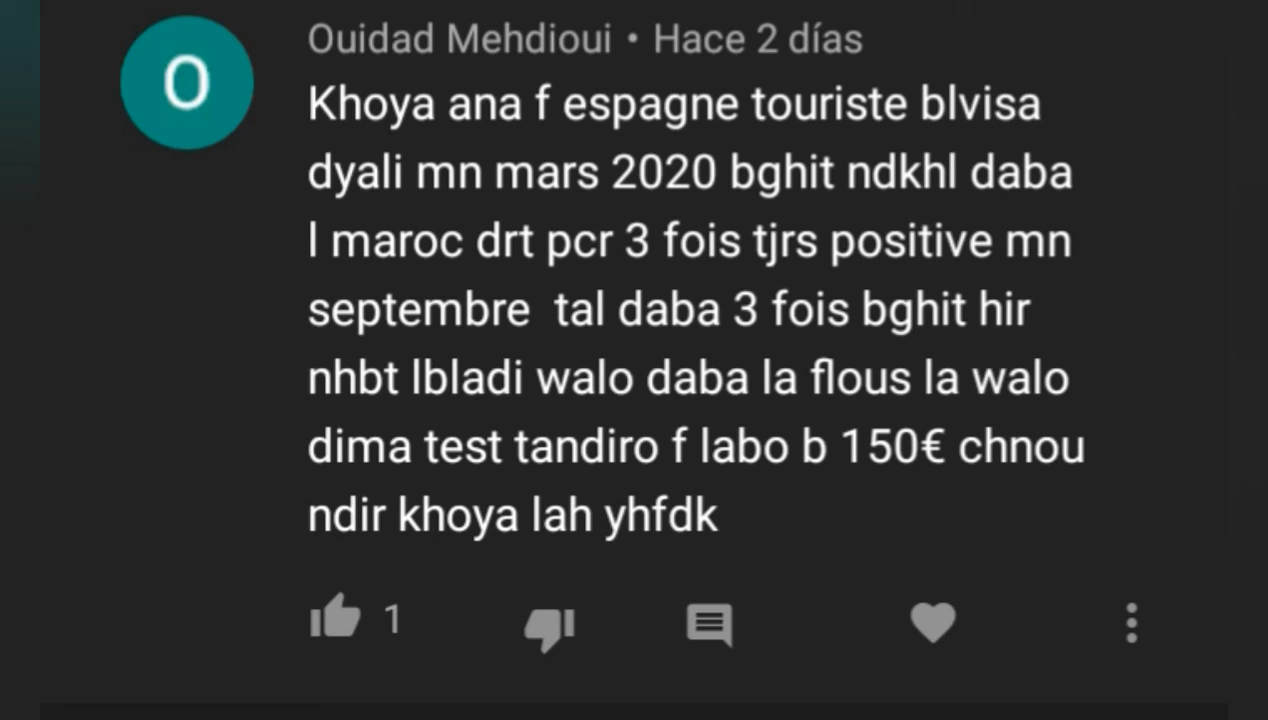 O
Ouidad Mehdioui • Hace 2 días
Khoya ana f espagne touriste blvisa
dyali mn mars 2020 bghit ndkhl daba
l maroc drt pcr 3 fois tjrs positive mn
septembre  tal daba 3 fois bghit hir
nhbt lbladi walo daba la flous la walo
dima test tandiro f labo b 150€ chnou
ndir khoya lah yhfdk
1